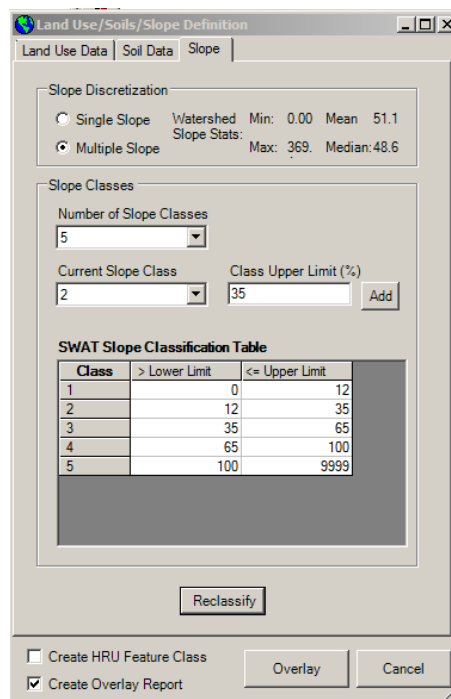 Land Use/Soils/Slope Definition
Land Use Data Soil Data Slope
Slope Discretization
Single Slope Watershed Slope Stats: Min: 0.00 Mean 51.1
Multiple Slope Max: 369. Median: 48.6
Slope Classes
Number of Slope Classes
5
Current Slope Class Class Upper Limit (%)
2 35 Add
SWAT Slope Classification Table
Class > Lower Limit <= Upper Limit
1 0 12
2 12 35
3 35 65
4 65 100
5 100 9999
Reclassify
Create HRU Feature Class
Create Overlay Report
Overlay Cancel